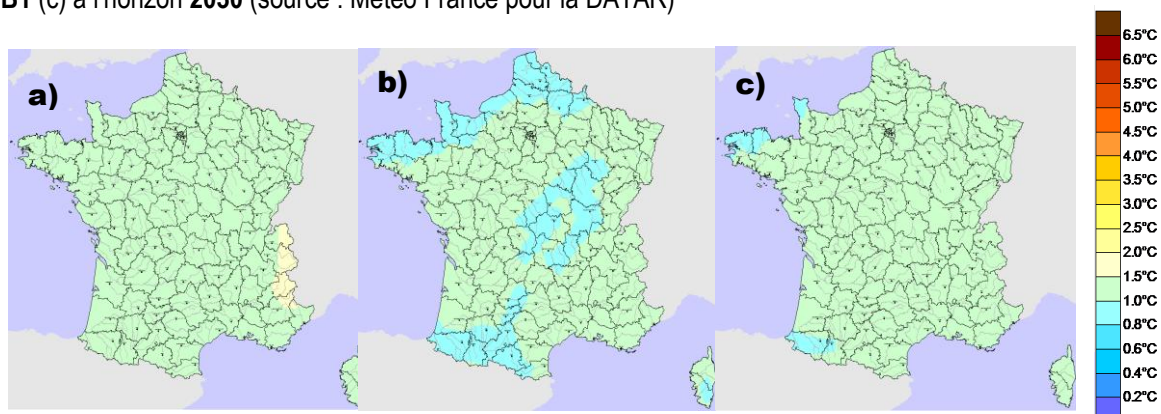 B1 (c) à l'horizon 2030 (source : Météo France pour la DATAR)
a)
b)
c)
6.5°C
6.0°C
5.5°C
5.0°C
4.5°C
4.0°C
3.5°C
3.0°C
2.5°C
2.0°C
1.5°C
1.0°C
0.8°C
0.6°C
0.4°C
0.2°C